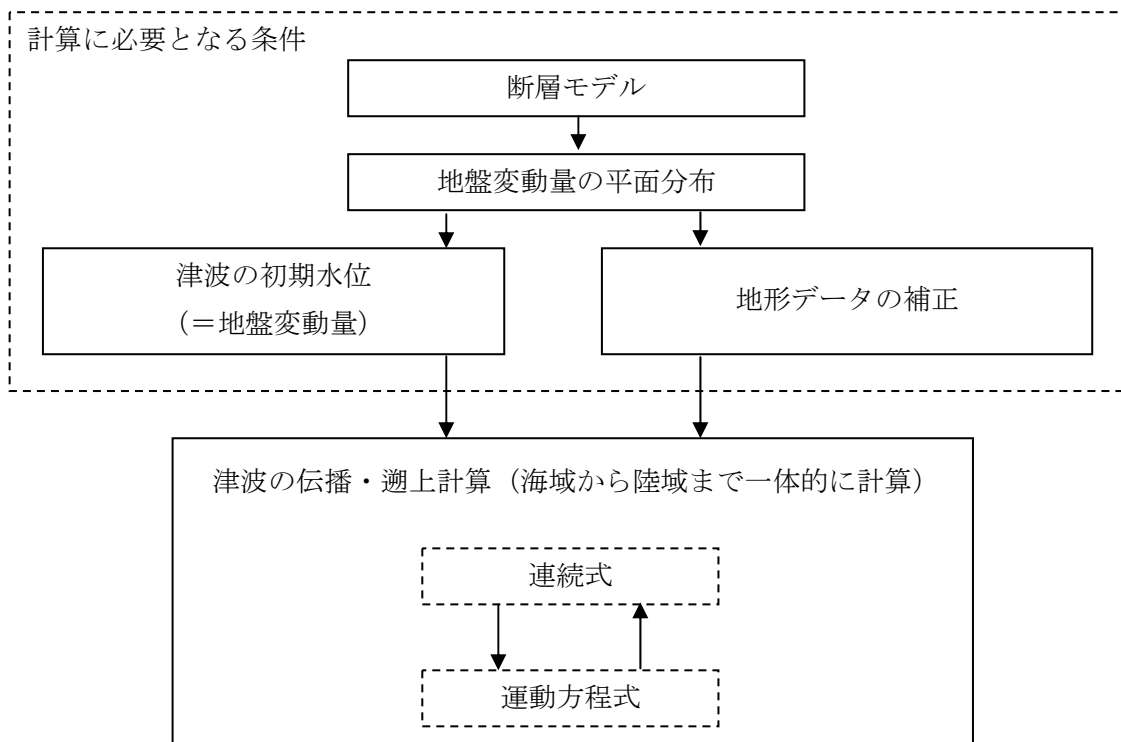 計算に必要となる条件
断層モデル
地盤変動量の平面分布
津波の初期水位
(＝地盤変動量)
地形データの補正
津波の伝播・遡上計算（海域から陸域まで一体的に計算）
連続式
運動方程式